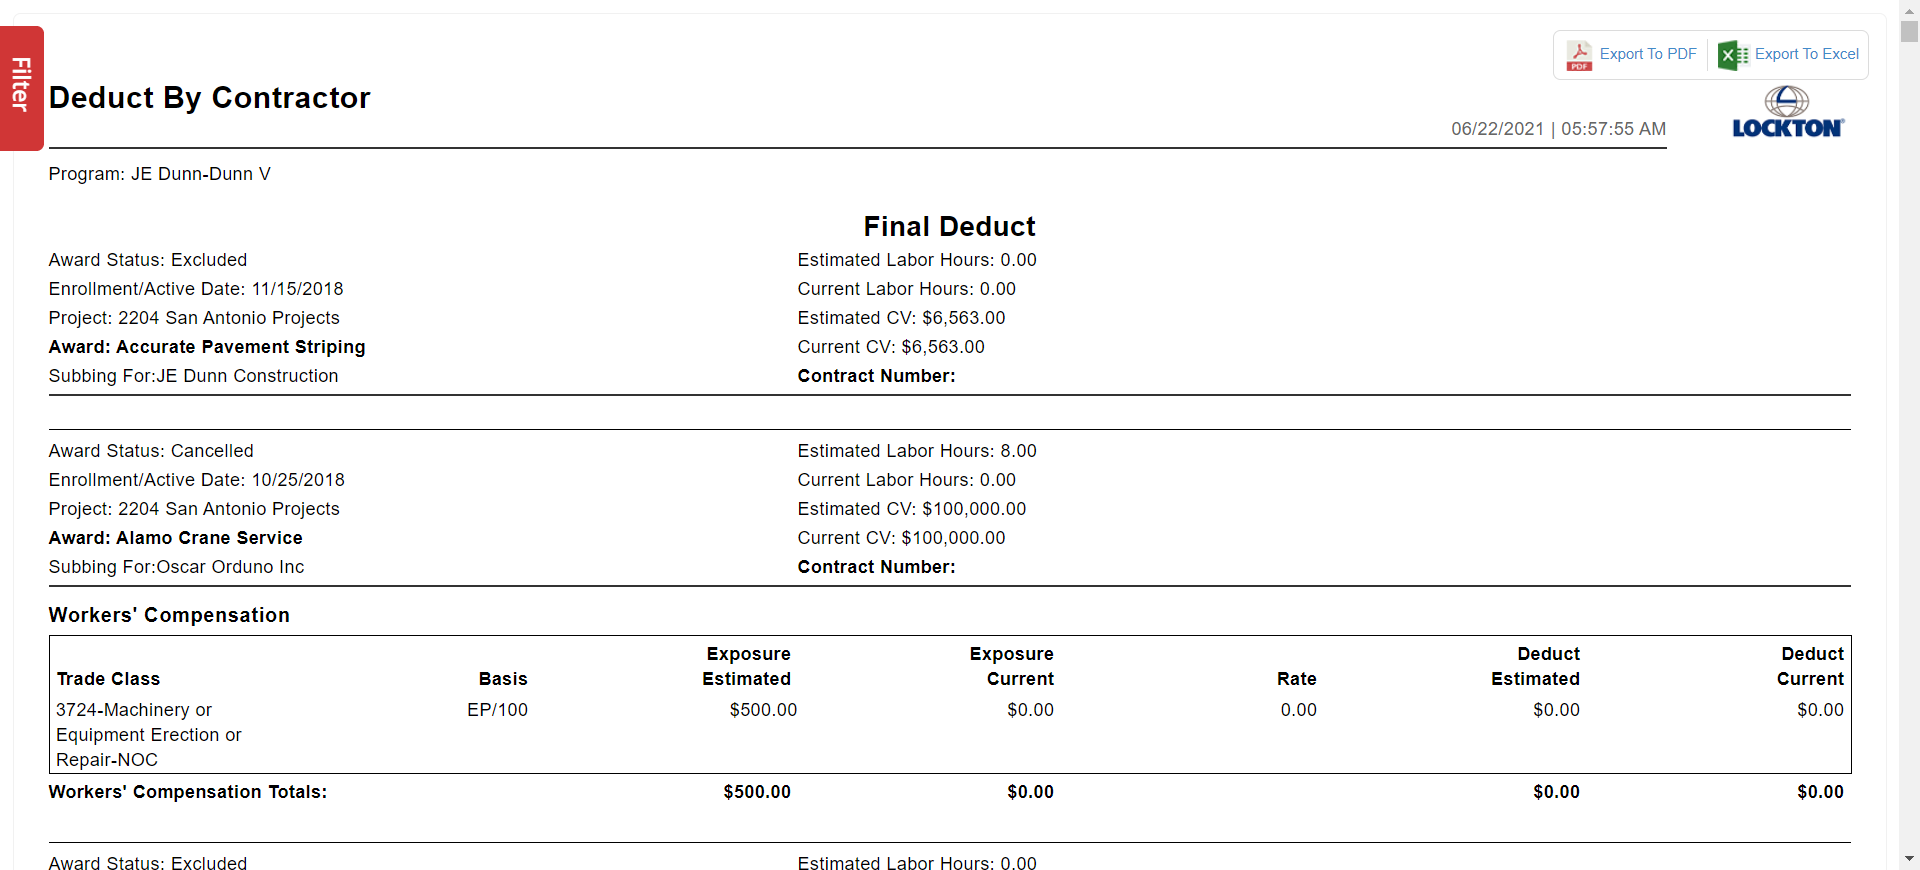 Filter
PDF
Export To PDF
Export To Excel
Deduct By Contractor
06/22/2021 | 05:57:55 AM
LOCKTON®
Program: JE Dunn-Dunn V
Final Deduct
Award Status: Excluded
Estimated Labor Hours: 0.00
Enrollment/Active Date: 11/15/2018
Current Labor Hours: 0.00
Project: 2204 San Antonio Projects
Estimated CV: $6,563.00
Award: Accurate Pavement Striping
Current CV: $6,563.00
Subbing For:JE Dunn Construction
Contract Number:
Award Status: Cancelled
Estimated Labor Hours: 8.00
Enrollment/Active Date: 10/25/2018
Current Labor Hours: 0.00
Project: 2204 San Antonio Projects
Estimated CV: $100,000.00
Award: Alamo Crane Service
Current CV: $100,000.00
Subbing For:Oscar Orduno Inc
Contract Number:
Workers' Compensation
Exposure Exposure Deduct Deduct
Trade Class Basis Estimated Current Rate Estimated Current
3724-Machinery or EP/100 $500.00 $0.00 0.00 $0.00 $0.00
Equipment Erection or
Repair-NOC
Workers' Compensation Totals: $500.00 $0.00 $0.00 $0.00
Award Status: Excluded
Estimated Labor Hours: 0.00